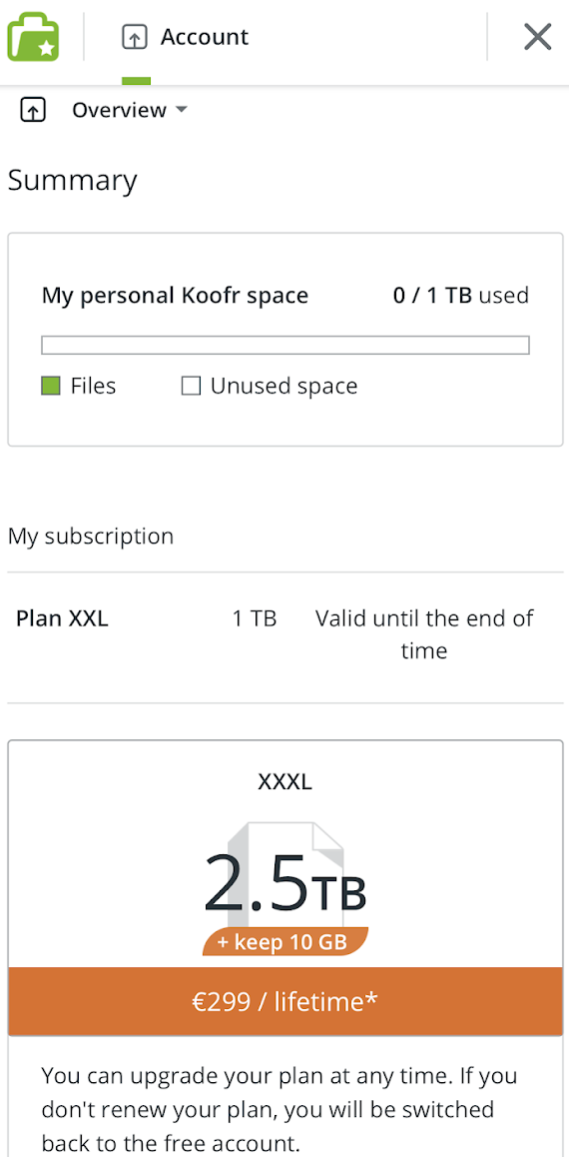 Account
Overview
Summary
My personal Koofr space 0 / 1 TB used
Files Unused space
My subscription
Plan XXL 1 TB Valid until the end of
time
XXXL
2.5TB
+ keep 10 GB
€299 / lifetime*
You can upgrade your plan at any time. If you
don't renew your plan, you will be switched
back to the free account.